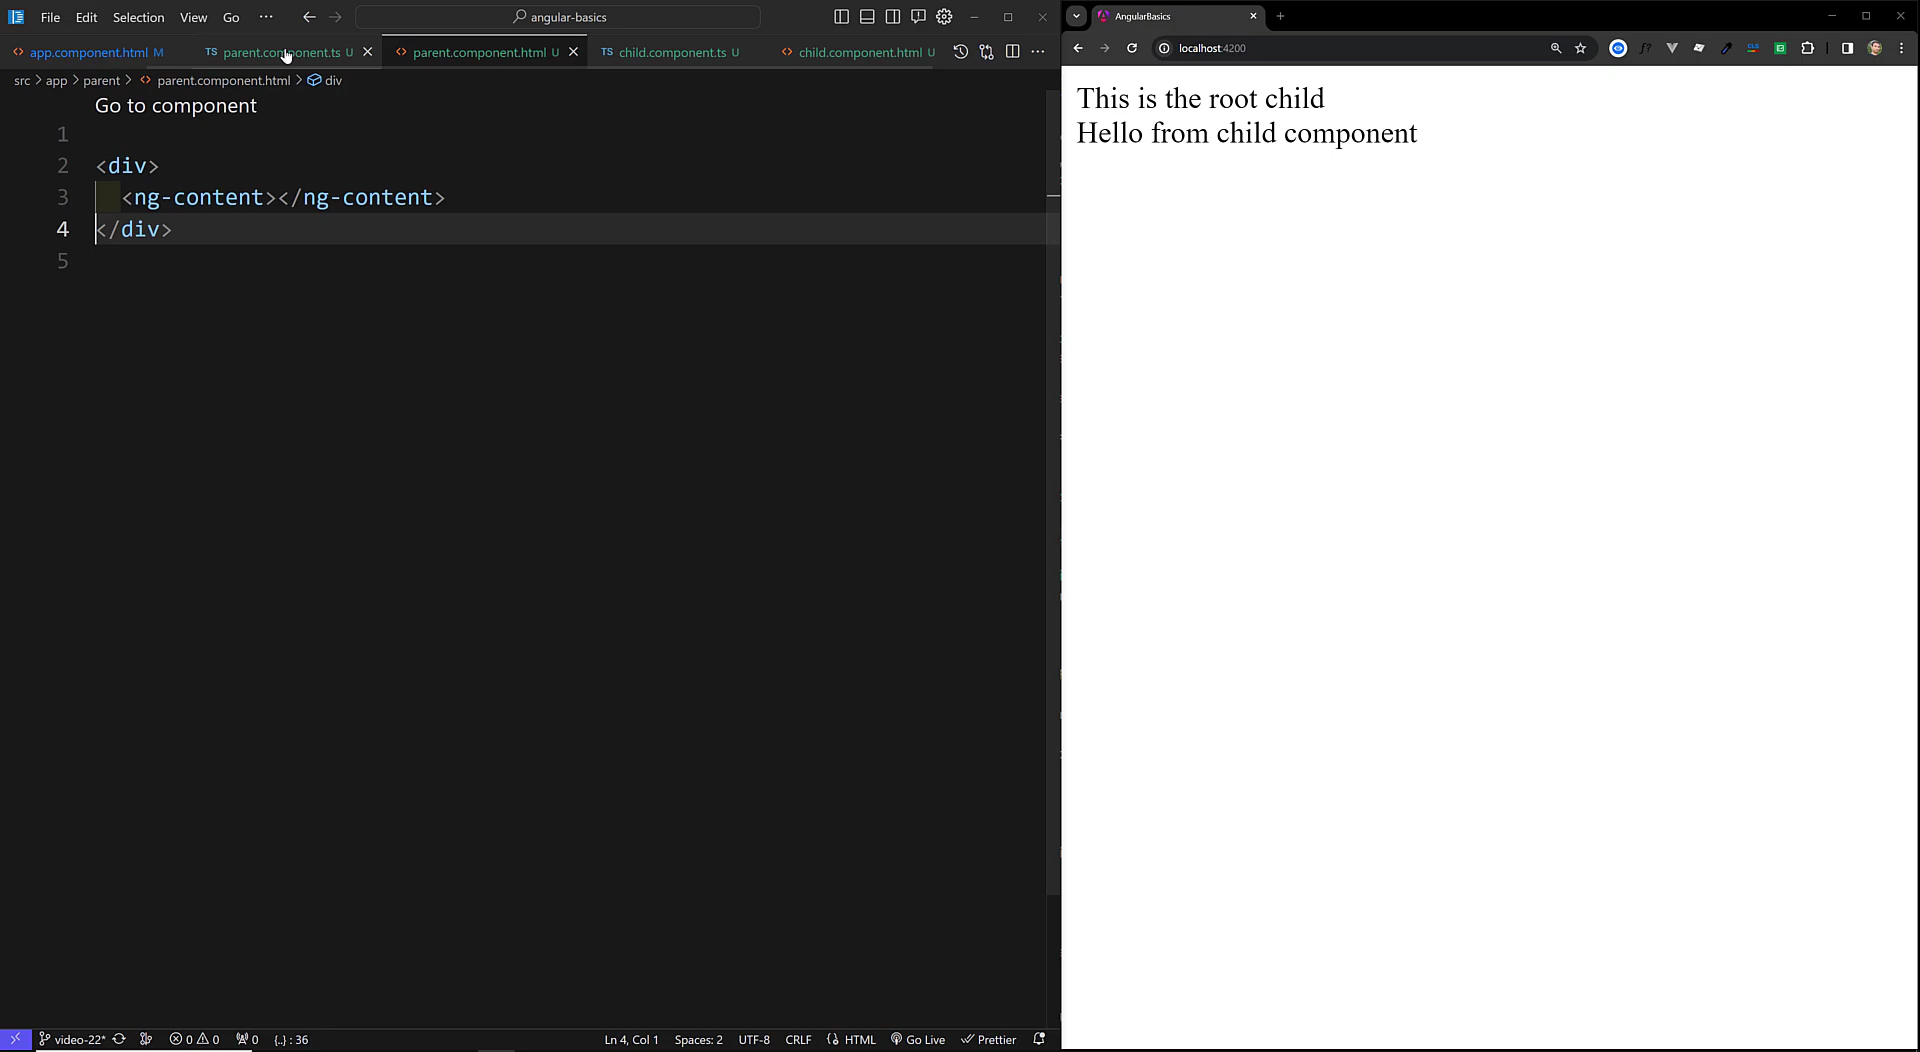 File Edit Selection View Go ··· angular-basics
app.component.html M TS parent.component.ts U parent.component.html U TS child.component.ts U child.component.html U ···
src > app > parent > parent.component.html > div
Go to component
1
2 <div>
3 <ng-content></ng-content>
4 </div>
5
video-22* 0 0 0 {..} : 36 Ln 4, Col 1 Spaces: 2 UTF-8 CRLF HTML Go Live Prettier
AngularBasics
localhost:4200
This is the root child
Hello from child component